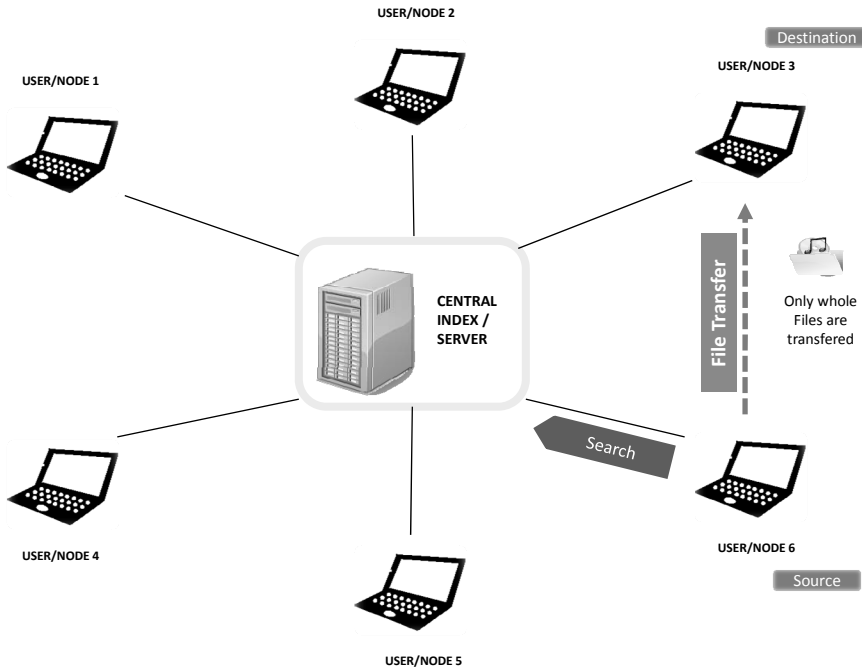 USER/NODE 2
Destination
USER/NODE 3
USER/NODE 1
CENTRAL
INDEX /
SERVER
File Transfer
Only whole
Files are
transfered
Search
USER/NODE 4
USER/NODE 6
Source
USER/NODE 5